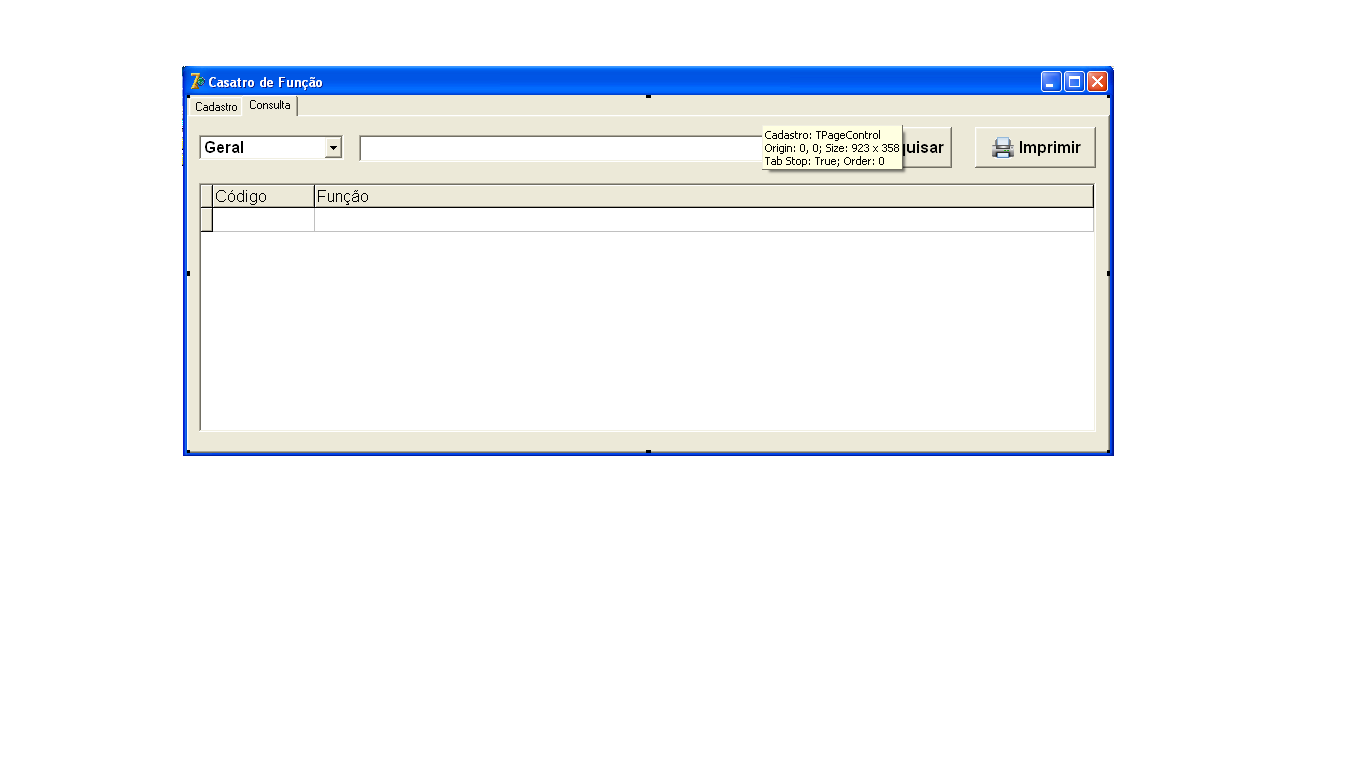 Casatro de Função
Cadastro Consulta
Geral
Cadastro: TPageControl
Origin: 0, 0; Size: 923 x 358
Tab Stop: True; Order: 0
quisar
Imprimir
Código Função